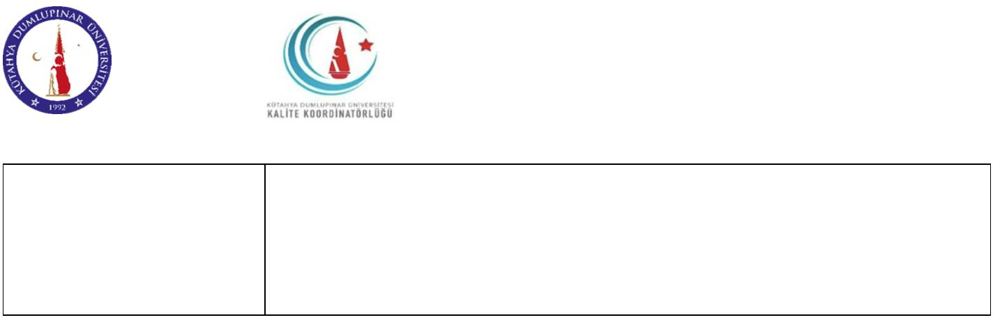 KÜTAHYA DUMLUPINAR ÜNİVERSİTESİ
1992
KÜTAHYA DUMLUPINAR ÜNİVERSİTESİ
KALİTE KOORDİNATÖRLÜĞÜ